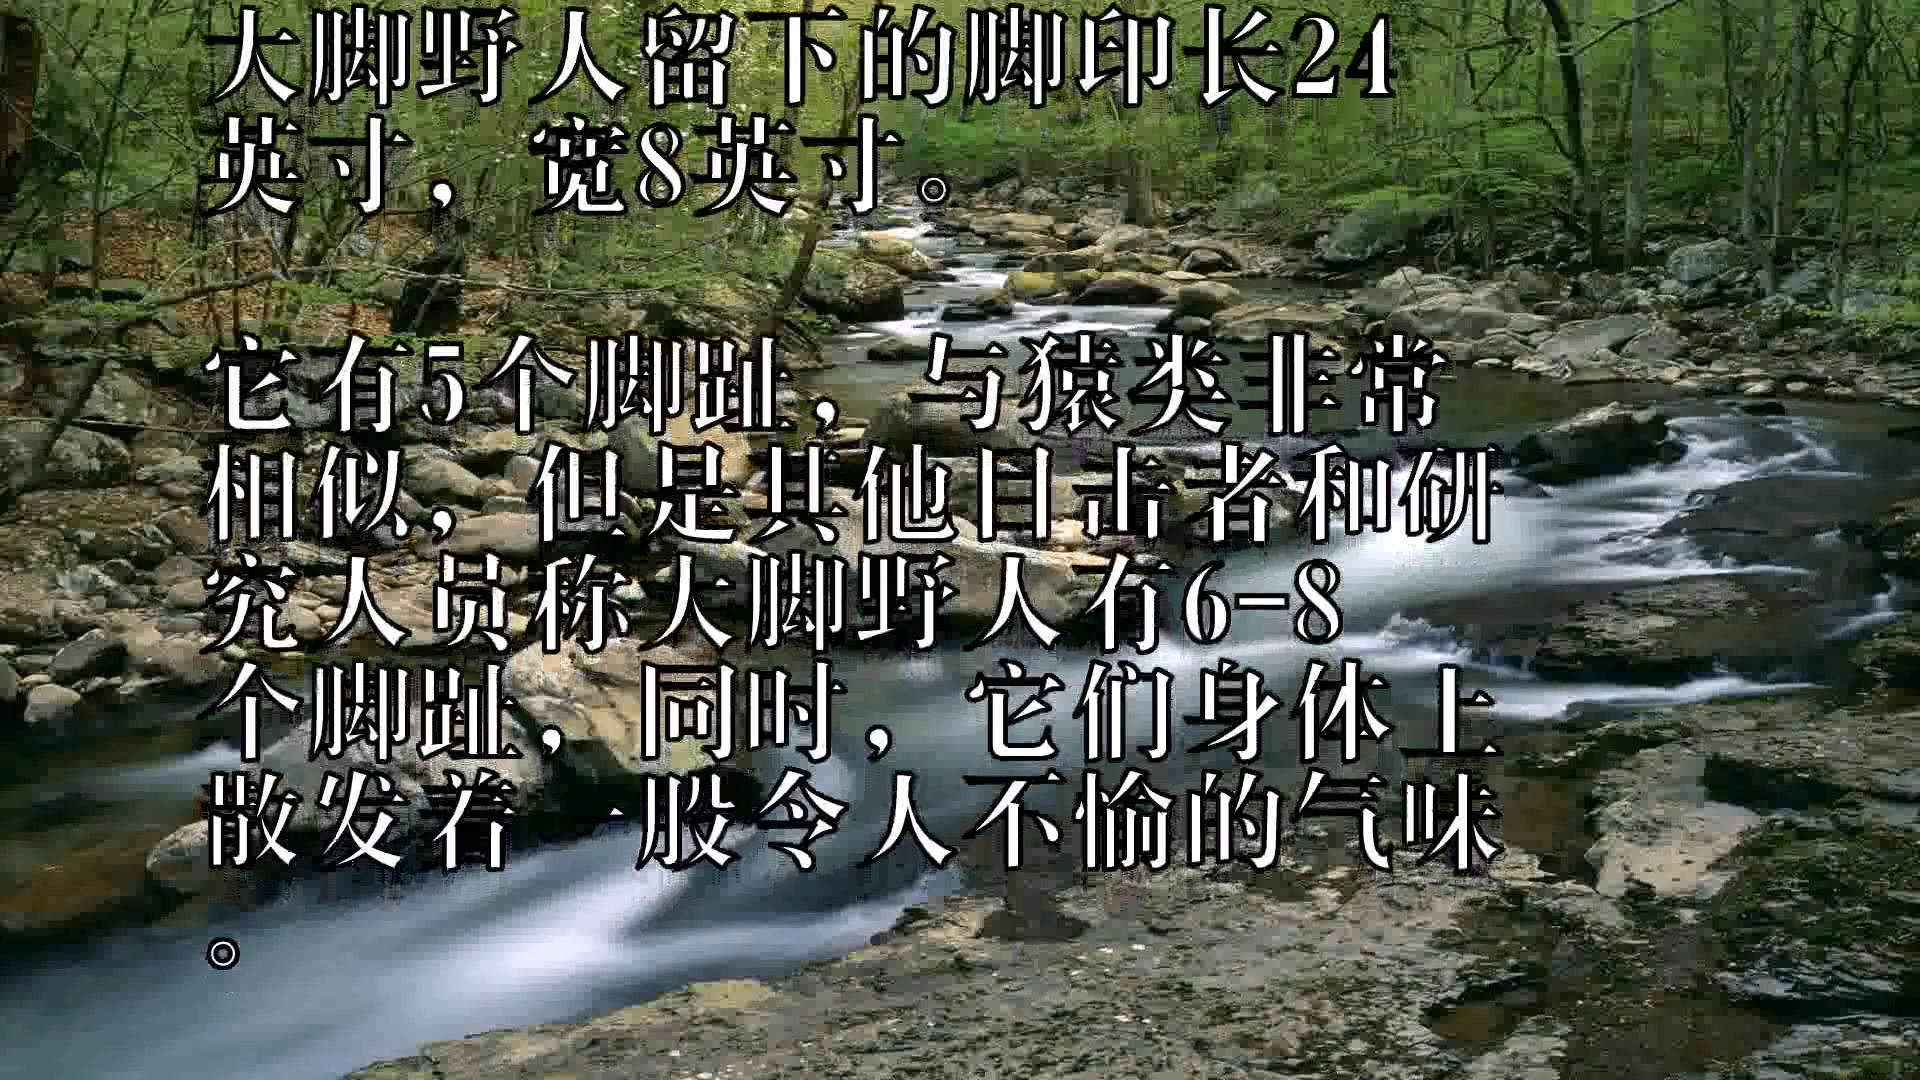 大脚野人留下的脚印长24
英寸，宽8英寸。
它有5个脚趾，与猿类非常
相似，但是其他目击者和研
究人员称大脚野人有6-8
个脚趾，同时，它们身体上
散发着一股令人不愉的气味
。